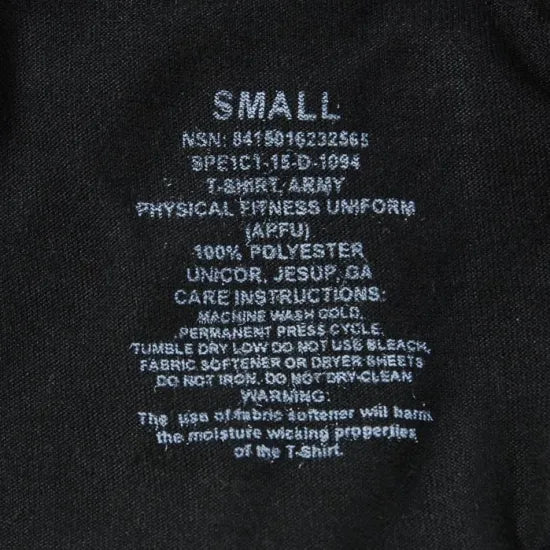 SMALL
NSN: 8415016232565
SPE1C1-15-D-1094
T-SHIRT, ARMY
PHYSICAL FITNESS UNIFORM
(APFU)
100% POLYESTER
UNICOR, JESUP, GA
CARE INSTRUCTIONS:
MACHINE WASH COLD,
PERMANENT PRESS CYCLE.
TUMBLE DRY LOW DO NOT USE BLEACH,
FABRIC SOFTENER OR DRYER SHEETS
DO NOT IRON. DO NOT DRY-CLEAN
WARNING:
The use of fabric softener will harm
the moisture wicking properties
of the T-Shirt.